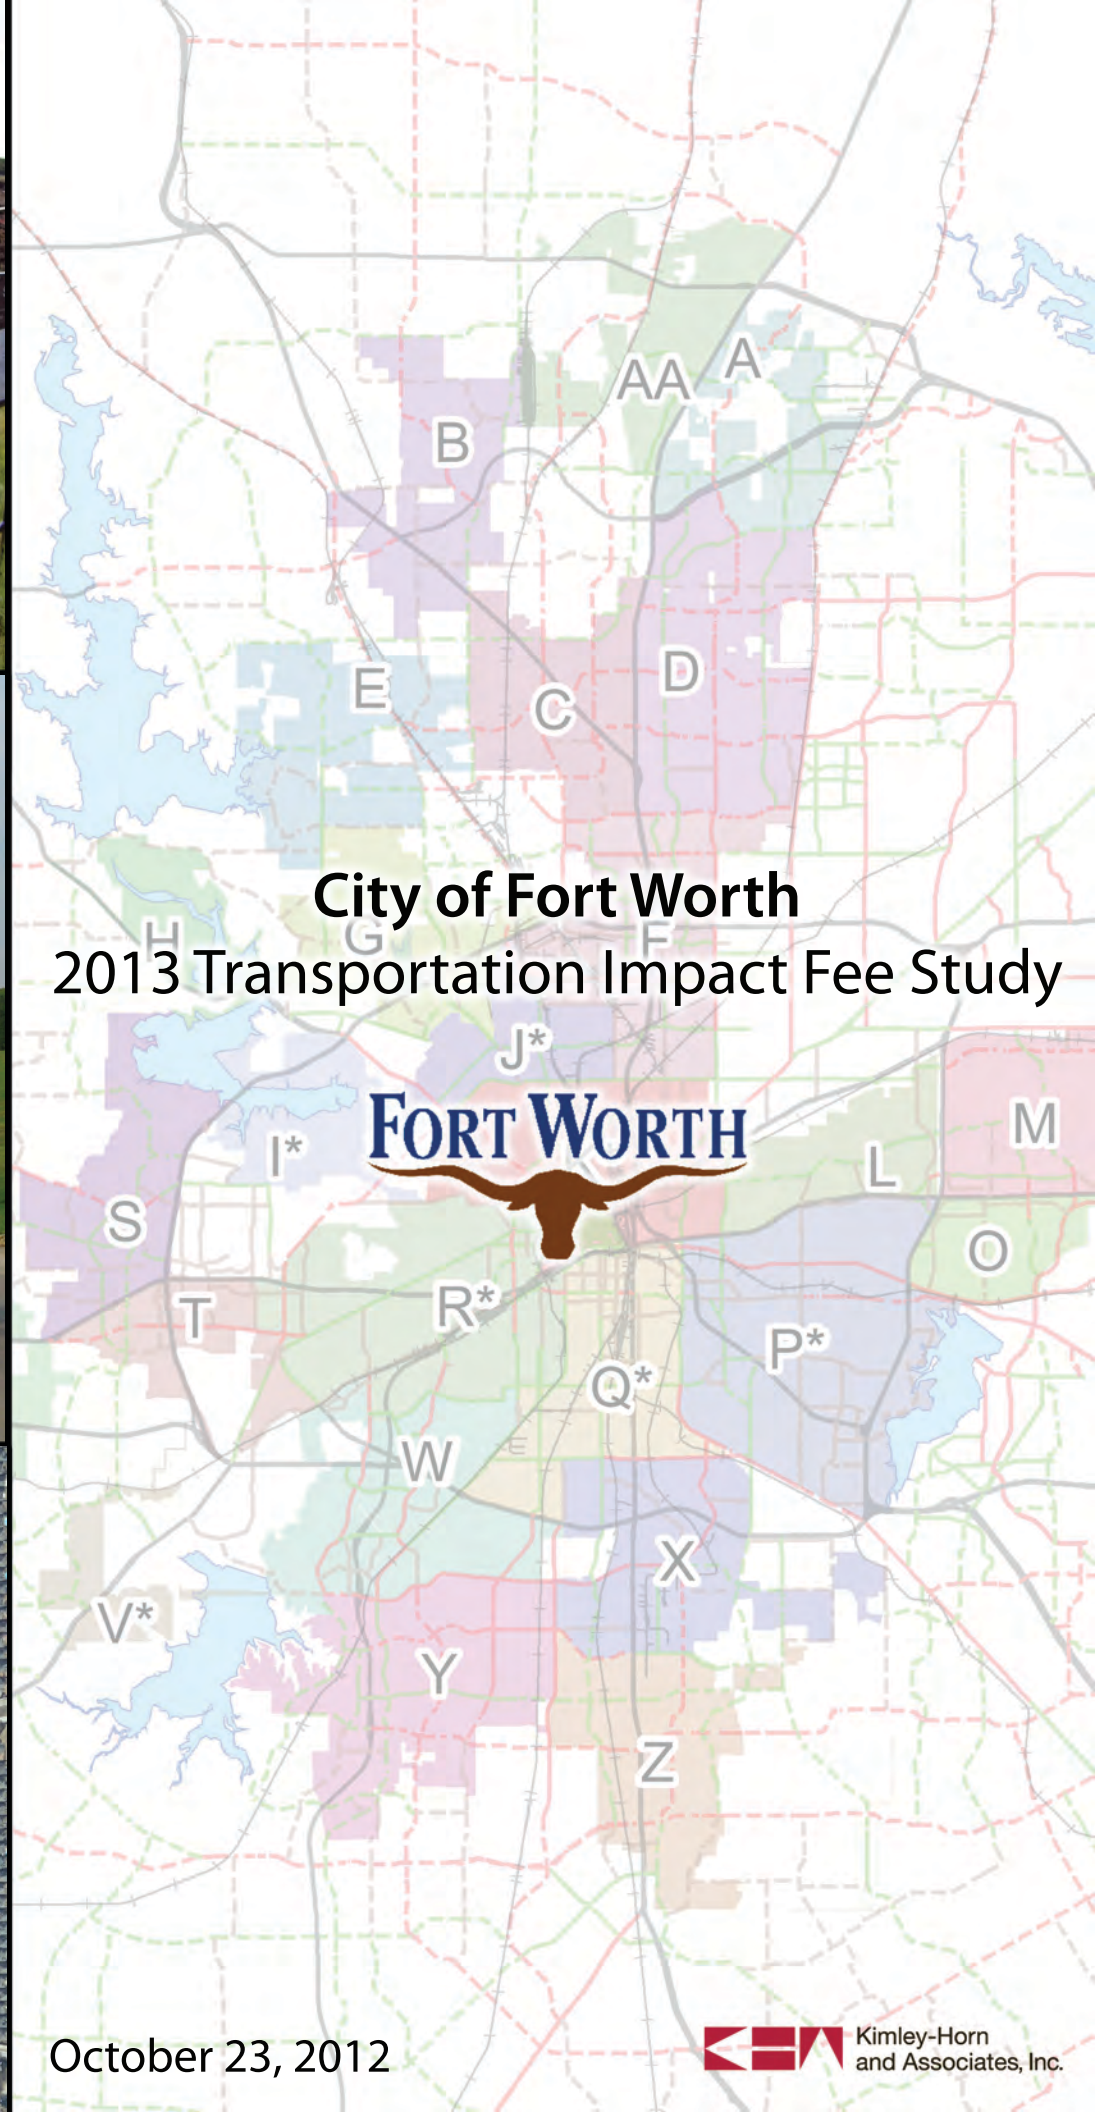 AA
A
B
E
D
C
City of Fort Worth
H
G
F
2013 Transportation Impact Fee Study
J*
FORT WORTH
M
I*
L
S
O
R*
T
P*
Q*
W
X
V*
Y
Z
October 23, 2012
Kimley-Horn
and Associates, Inc.